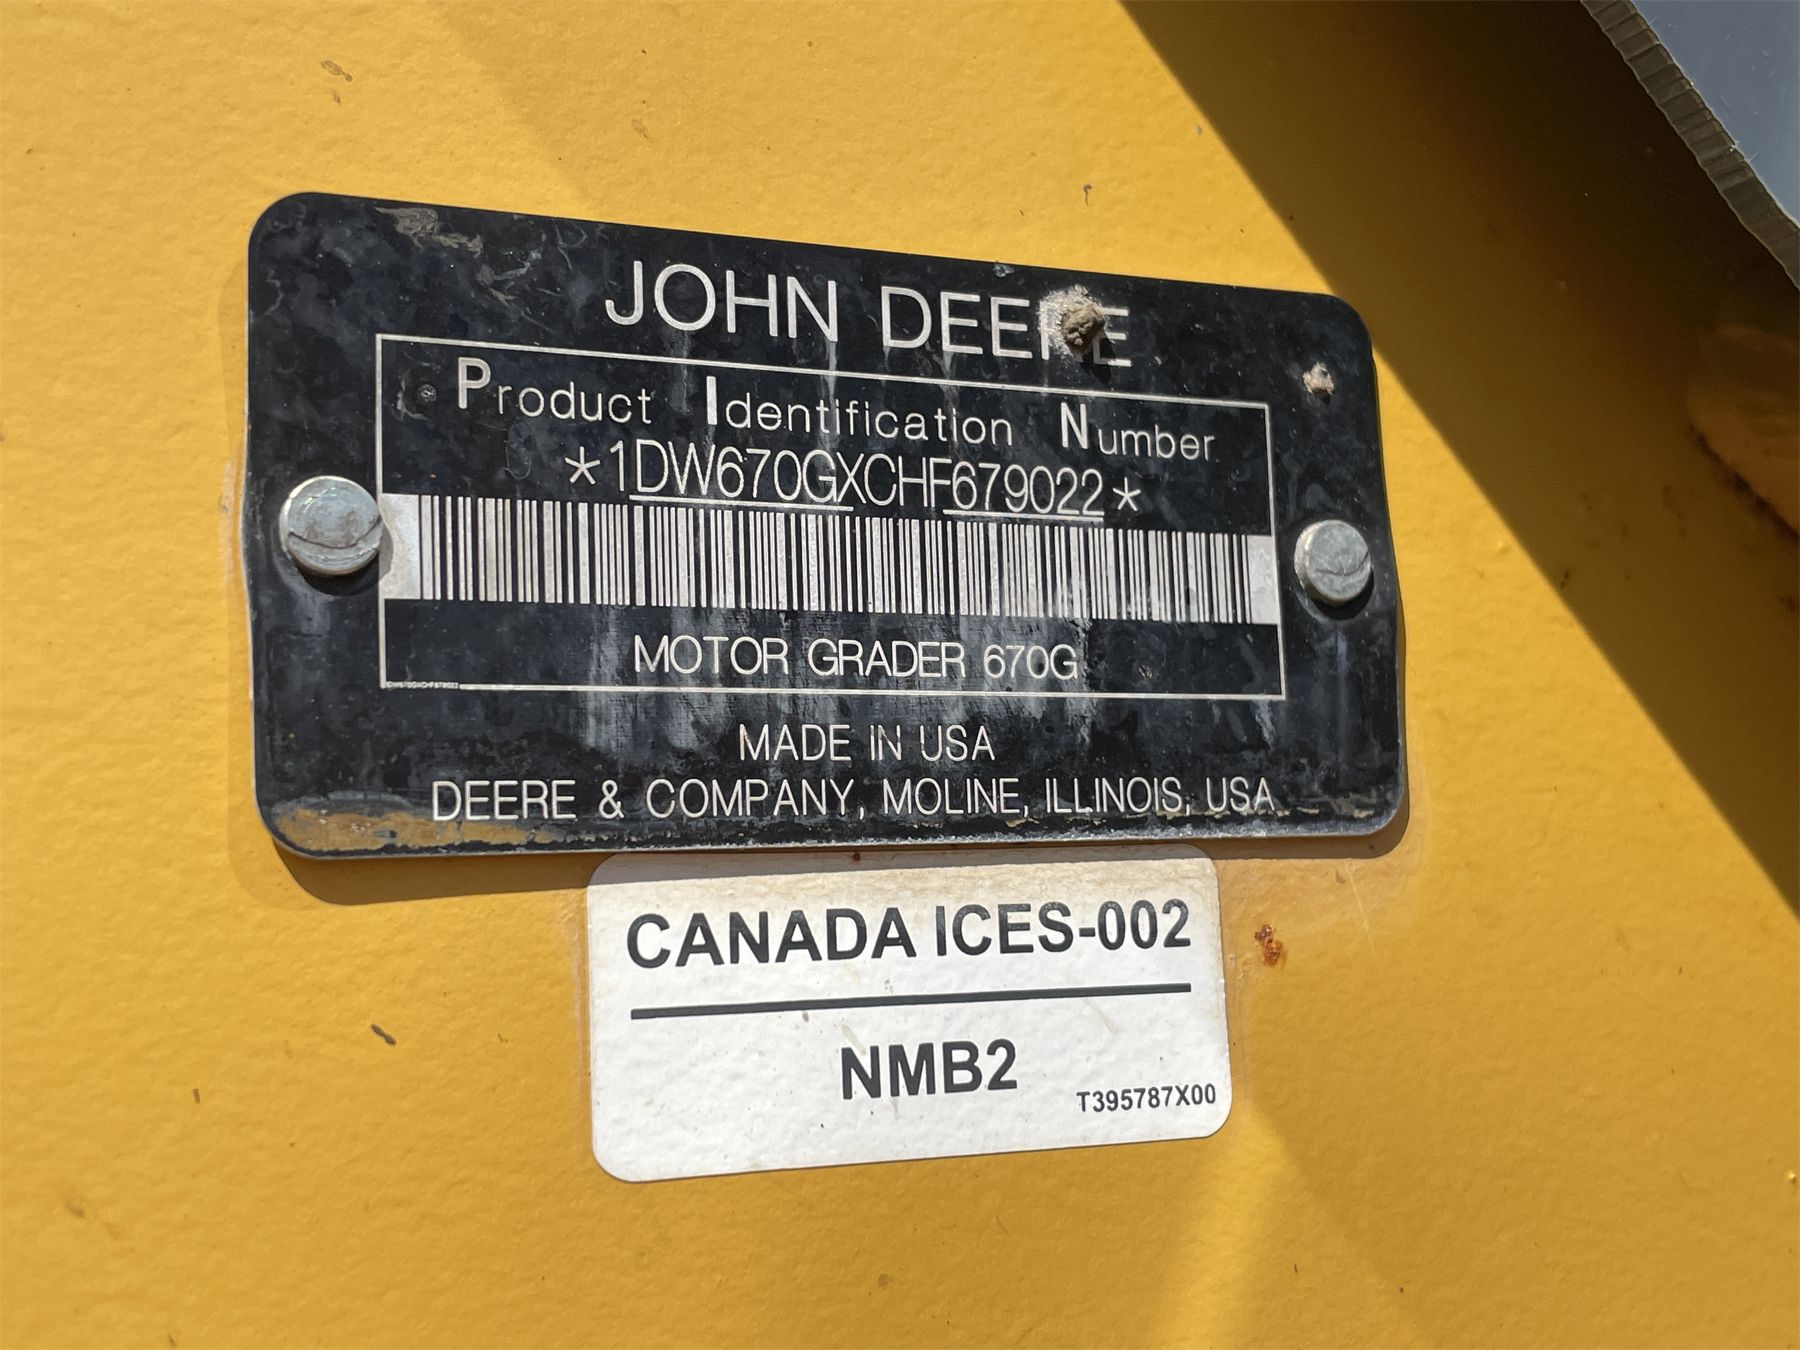 JOHN DEERE
Product Identification Number
*1DW670GXCHF679022*
MOTOR GRADER 670G
1DW670GXCHF679022
MADE IN USA
DEERE & COMPANY, MOLINE, ILLINOIS, USA
CANADA ICES-002
NMB2
T395787X00